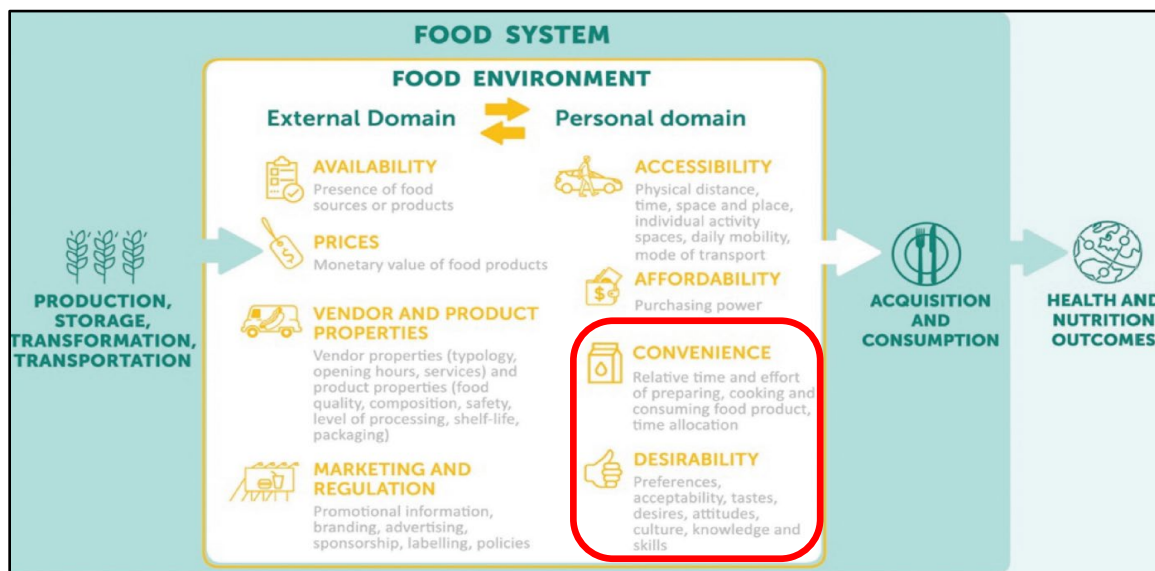 FOOD SYSTEM
FOOD ENVIRONMENT
External Domain
Personal domain
AVAILABILITY
Presence of food
sources or products
PRICES
Monetary value of food products
VENDOR AND PRODUCT
PROPERTIES
Vendor properties (typology,
opening hours, services) and
product properties (food
quality, composition, safety,
level of processing, shelf-life,
packaging)
MARKETING AND
REGULATION
Promotional information,
branding, advertising,
sponsorship, labelling, policies
ACCESSIBILITY
Physical distance,
time, space and place,
individual activity
spaces, daily mobility,
mode of transport
AFFORDABILITY
Purchasing power
CONVENIENCE
Relative time and effort
of preparing, cooking and
consuming food product,
time allocation
DESIRABILITY
Preferences,
acceptability, tastes,
desires, attitudes,
culture, knowledge and
skills
PRODUCTION,
STORAGE,
TRANSFORMATION,
TRANSPORTATION
ACQUISITION
AND
CONSUMPTION
HEALTH AND
NUTRITION
OUTCOMES